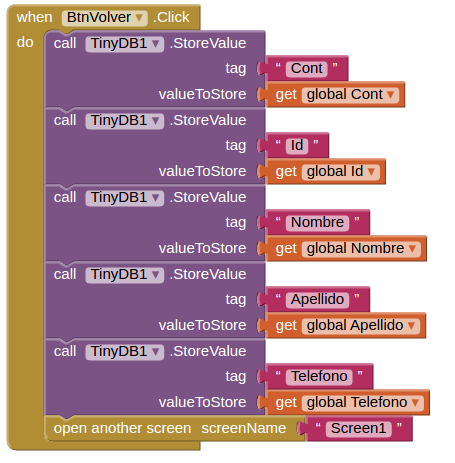 when BtnVolver .Click
do call TinyDB1 .StoreValue
tag “ Cont ”
valueToStore get global Cont
call TinyDB1 .StoreValue
tag “ Id ”
valueToStore get global Id
call TinyDB1 .StoreValue
tag “ Nombre ”
valueToStore get global Nombre
call TinyDB1 .StoreValue
tag “ Apellido ”
valueToStore get global Apellido
call TinyDB1 .StoreValue
tag “ Telefono ”
valueToStore get global Telefono
open another screen screenName “ Screen1 ”